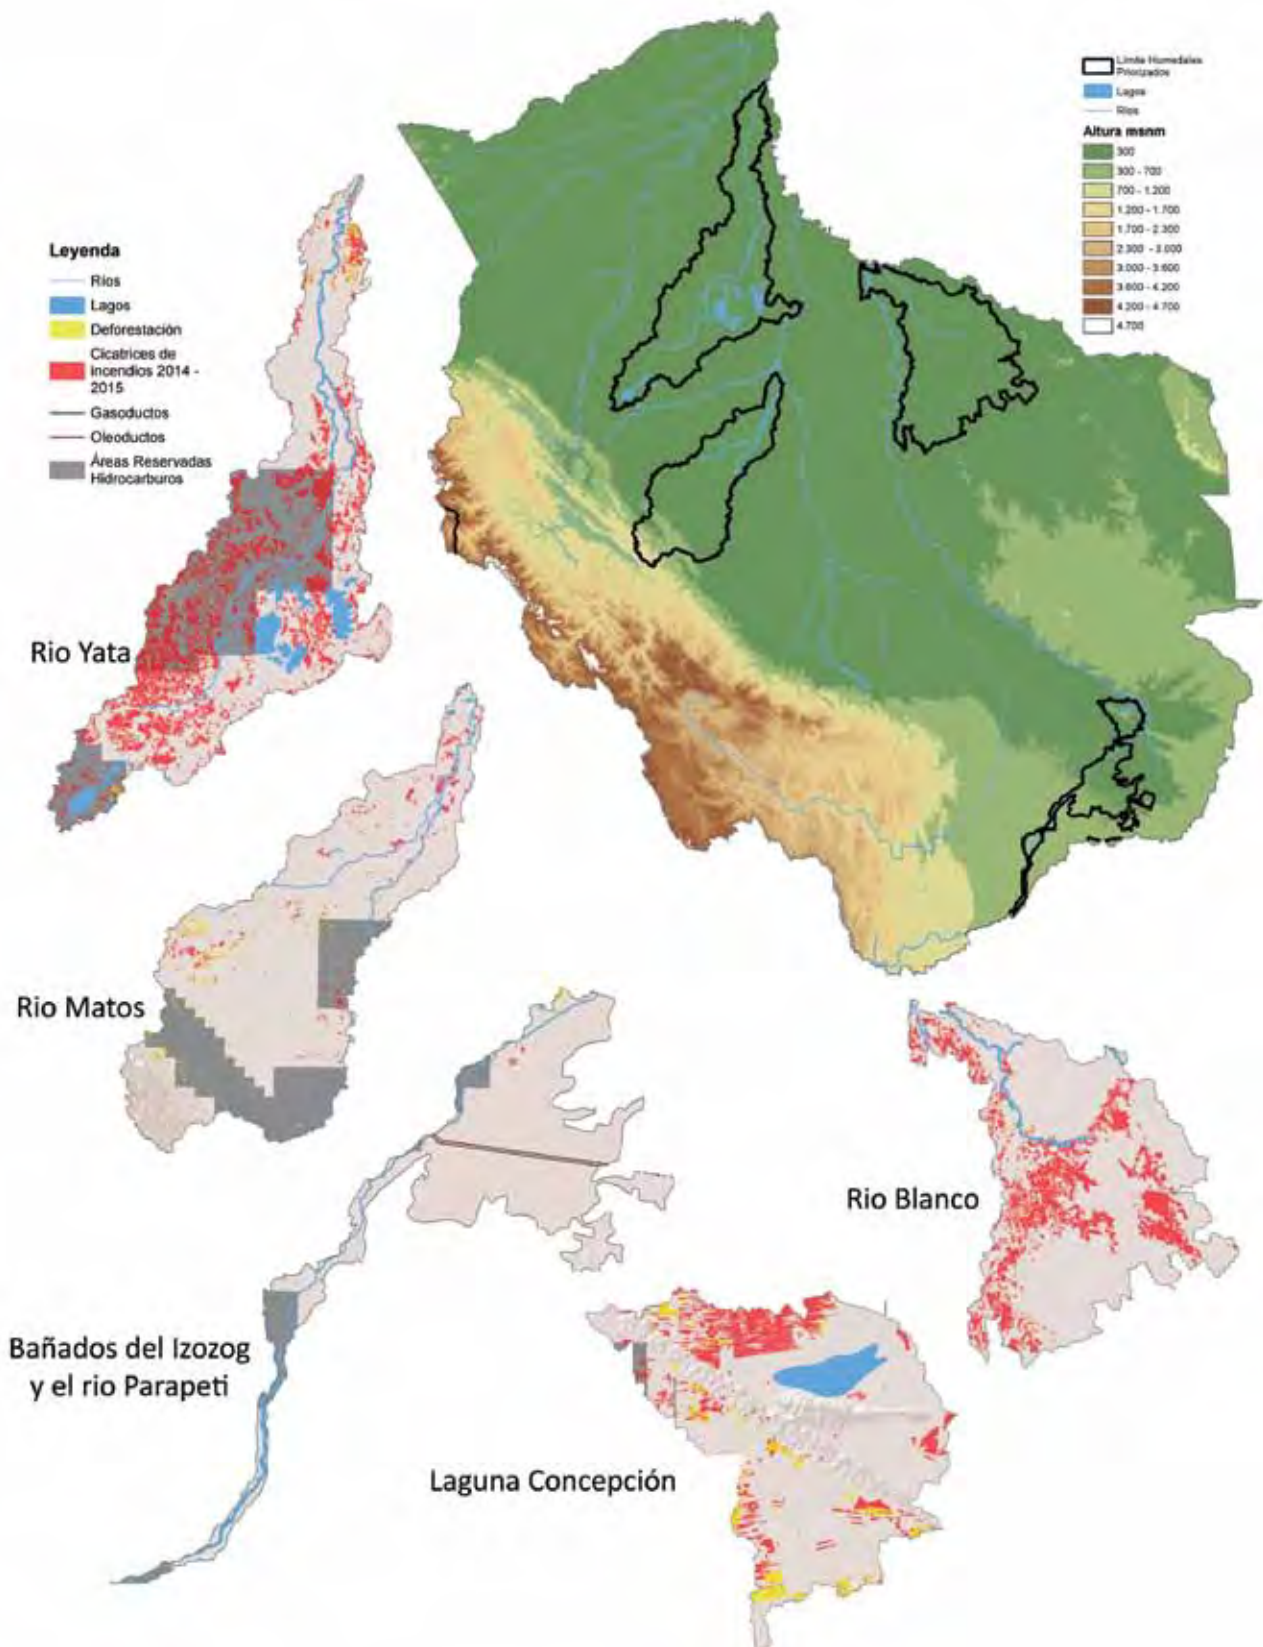 Límite Humedales
Priorizados
Lagos
Ríos
Altura msnm
300
300 - 700
700 - 1.200
1.200 - 1.700
1.700 - 2.300
2.300 - 3.000
3.000 - 3.600
3.600 - 4.200
4.200 - 4.700
4.700
Leyenda
Ríos
Lagos
Deforestación
Cicatrices de
incendios 2014 -
2015
Gasoductos
Oleoductos
Áreas Reservadas
Hidrocarburos
Rio Yata
Rio Matos
Rio Blanco
Bañados del Izozog
y el rio Parapeti
Laguna Concepción